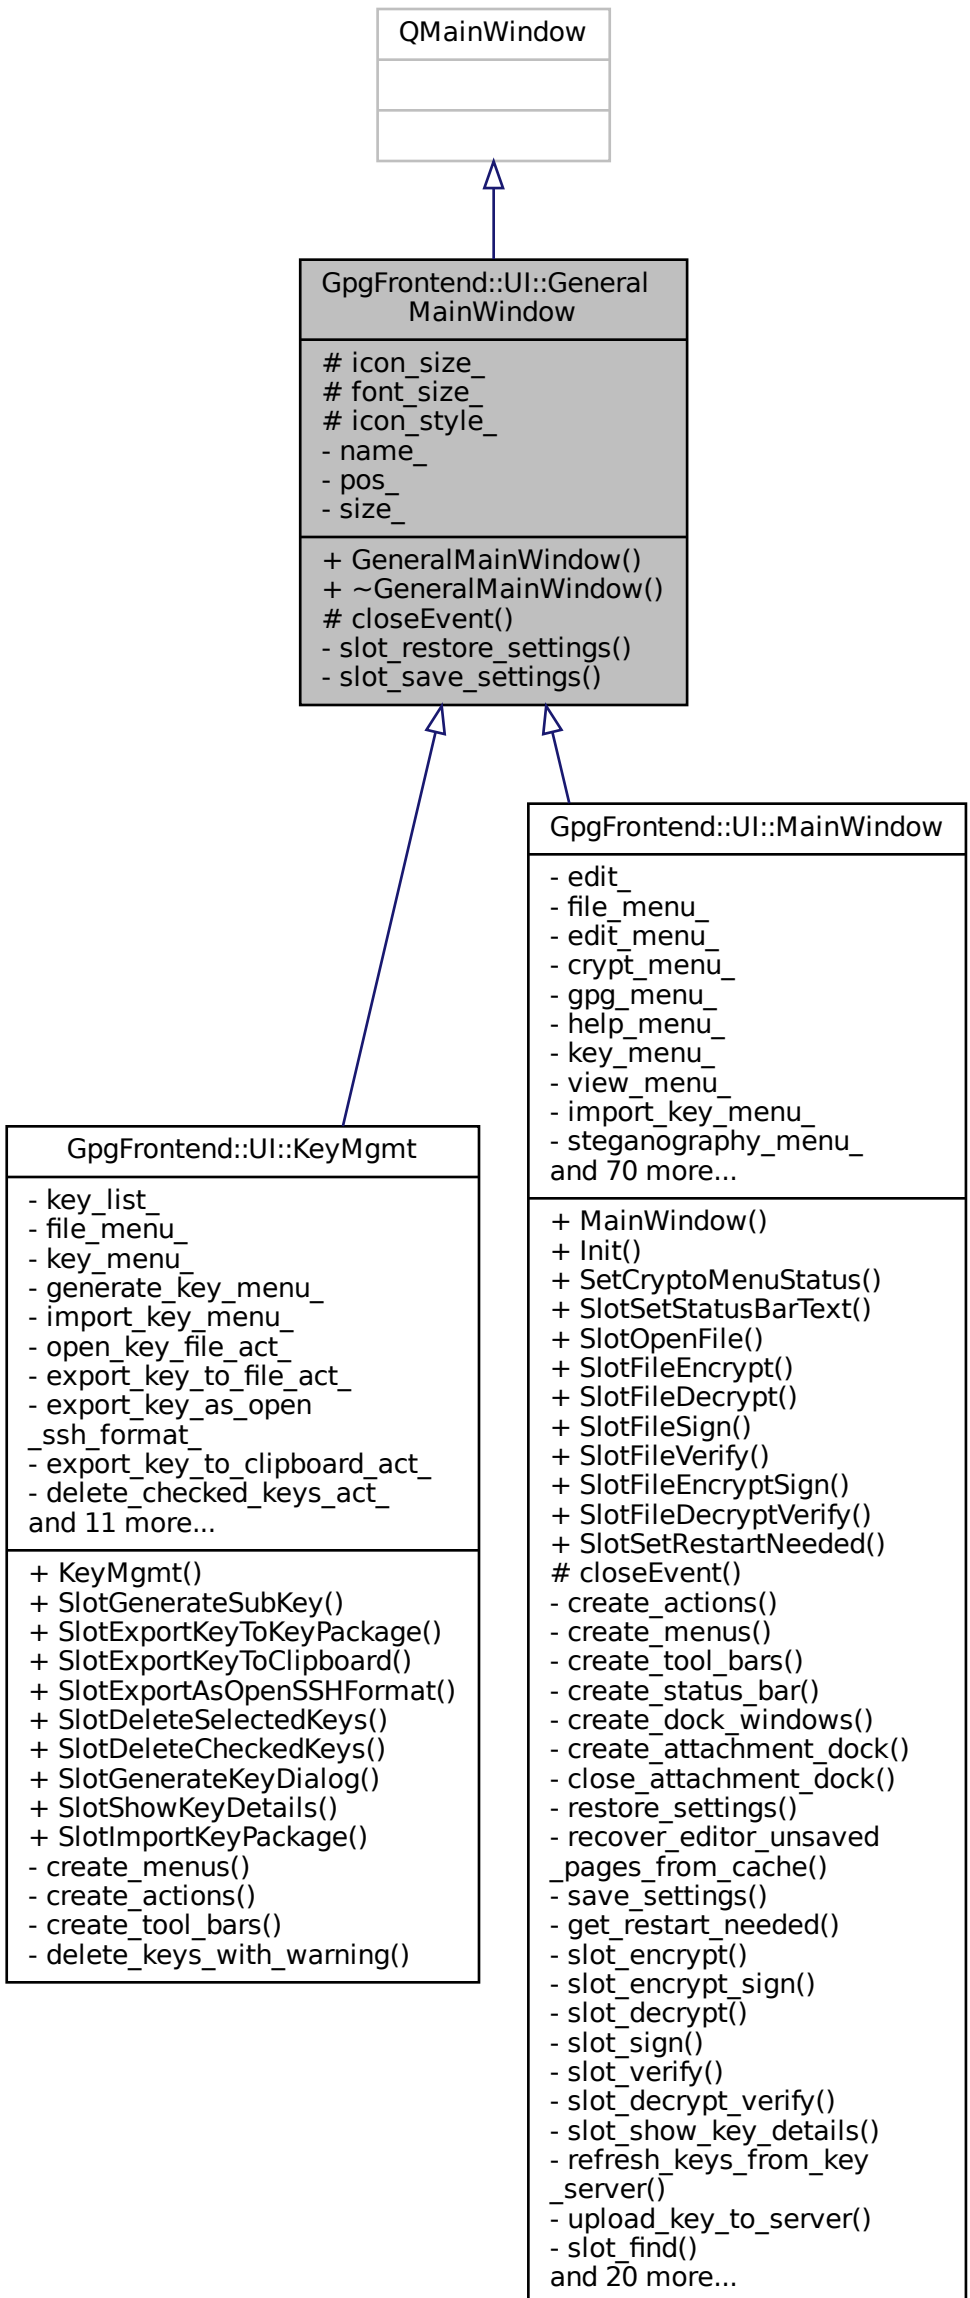 QMainWindow
GpgFrontend::UI::General
MainWindow
# icon_size_
# font_size_
# icon_style_
- name_
- pos_
- size_
+ GeneralMainWindow()
+ ~GeneralMainWindow()
# closeEvent()
- slot_restore_settings()
- slot_save_settings()
GpgFrontend::UI::KeyMgmt
- key_list_
- file_menu_
- key_menu_
- generate_key_menu_
- import_key_menu_
- open_key_file_act_
- export_key_to_file_act_
- export_key_as_open
_ssh_format_
- export_key_to_clipboard_act_
- delete_checked_keys_act_
and 11 more...
+ KeyMgmt()
+ SlotGenerateSubKey()
+ SlotExportKeyToKeyPackage()
+ SlotExportKeyToClipboard()
+ SlotExportAsOpenSSHFormat()
+ SlotDeleteSelectedKeys()
+ SlotDeleteCheckedKeys()
+ SlotGenerateKeyDialog()
+ SlotShowKeyDetails()
+ SlotImportKeyPackage()
- create_menus()
- create_actions()
- create_tool_bars()
- delete_keys_with_warning()
GpgFrontend::UI::MainWindow
- edit_
- file_menu_
- edit_menu_
- crypt_menu_
- gpg_menu_
- help_menu_
- key_menu_
- view_menu_
- import_key_menu_
- steganography_menu_
and 70 more...
+ MainWindow()
+ Init()
+ SetCryptoMenuStatus()
+ SlotSetStatusBarText()
+ SlotOpenFile()
+ SlotFileEncrypt()
+ SlotFileDecrypt()
+ SlotFileSign()
+ SlotFileVerify()
+ SlotFileEncryptSign()
+ SlotFileDecryptVerify()
+ SlotSetRestartNeeded()
# closeEvent()
- create_actions()
- create_menus()
- create_tool_bars()
- create_status_bar()
- create_dock_windows()
- create_attachment_dock()
- close_attachment_dock()
- restore_settings()
- recover_editor_unsaved
_pages_from_cache()
- save_settings()
- get_restart_needed()
- slot_encrypt()
- slot_encrypt_sign()
- slot_decrypt()
- slot_sign()
- slot_verify()
- slot_decrypt_verify()
- slot_show_key_details()
- refresh_keys_from_key
_server()
- upload_key_to_server()
- slot_find()
and 20 more...